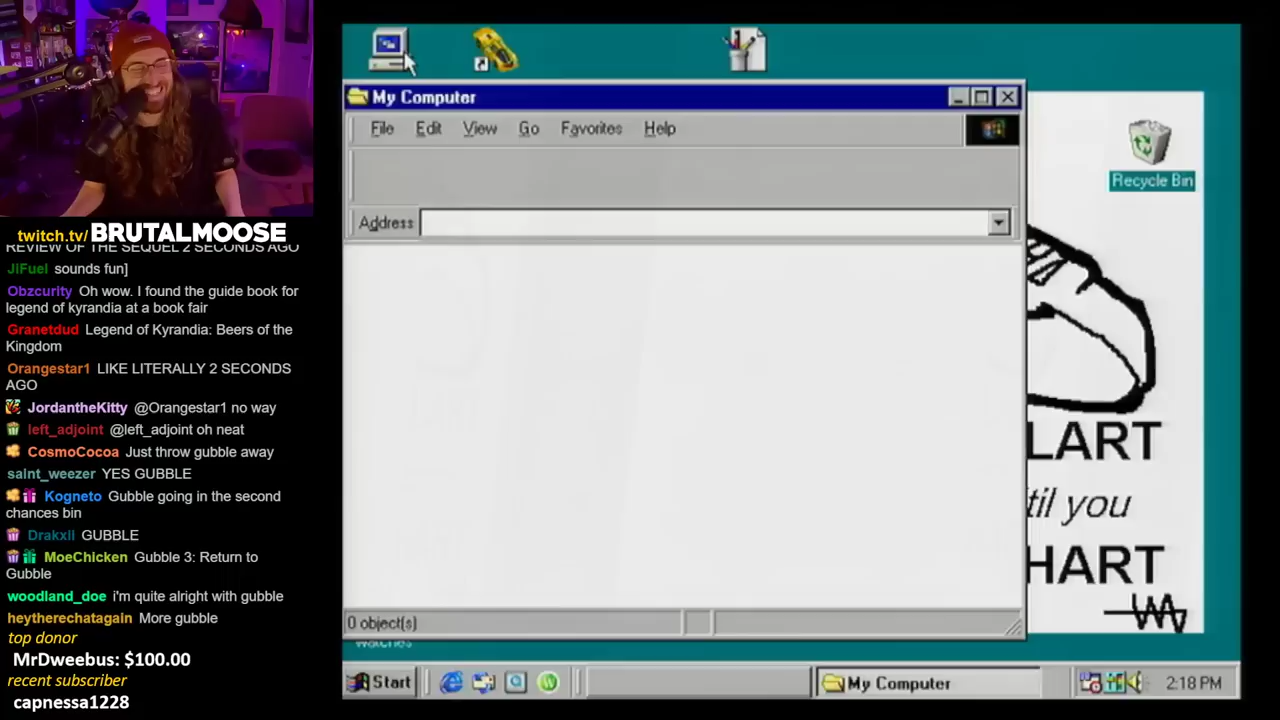 My Computer
File Edit View Go Favorites Help
Recycle Bin
Address
twitch.tv/BRUTALMOOSE
REVIEW OF THE SEQUEL 2 SECONDS AGO
JIFuel sounds fun]
Obzcurity Oh wow. I found the guide book for
legend of kyrandia at a book fair
Granetdud Legend of Kyrandia: Beers of the
Kingdom
Orangestar1 LIKE LITERALLY 2 SECONDS
AGO
JordantheKitty @Orangestar1 no way
left_adjoint @left_adjoint oh neat
CosmoCocoa Just throw gubble away
saint_weezer YES GUBBLE
Kogneto Gubble going in the second
chances bin
Drakxii GUBBLE
MoeChicken Gubble 3: Return to
Gubble
woodland_doe i'm quite alright with gubble
heytherechatagain More gubble
top donor
MrDweebus: $100.00
recent subscriber
capnessa1228
LART
til you
HART
0 object(s)
watches
Start
My Computer
2:18 PM